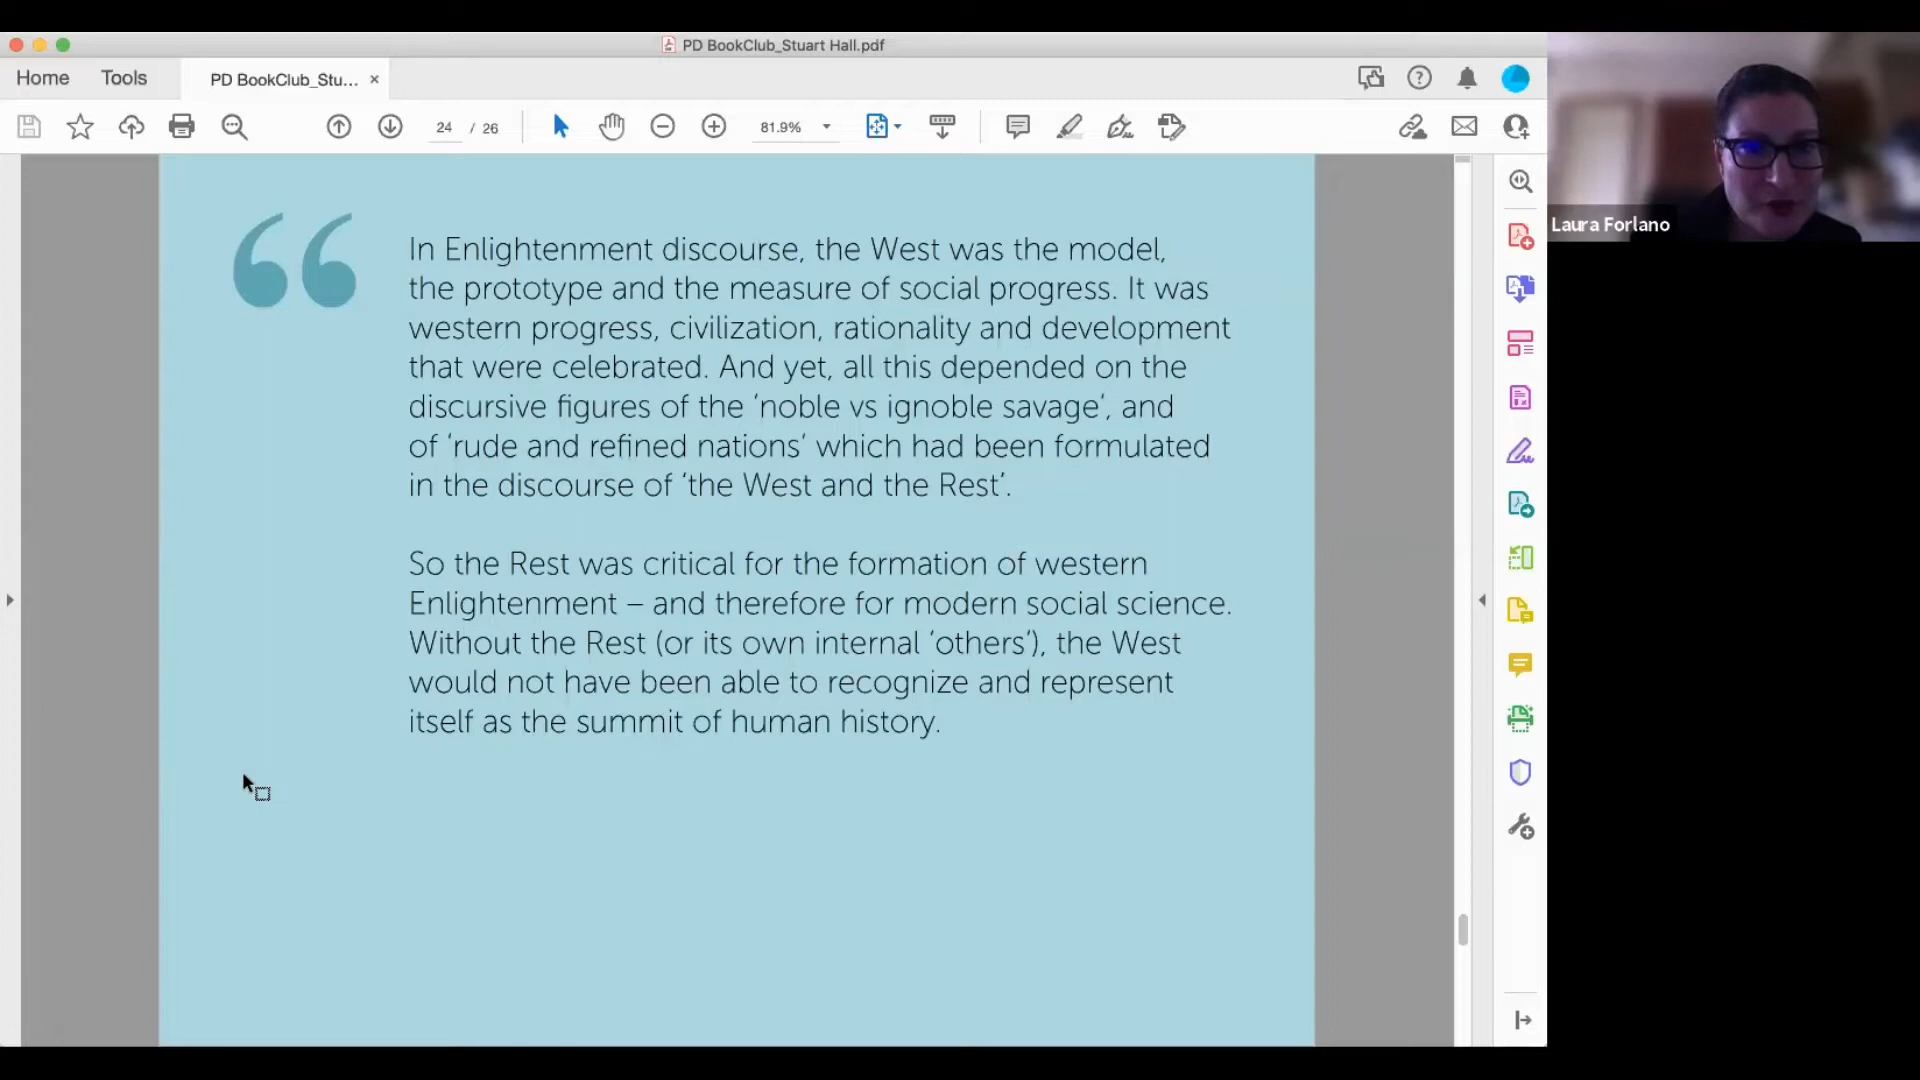 PD BookClub_Stuart Hall.pdf
Home
Tools
PD BookClub_Stu... ×
24 / 26
81.9%
Laura Forlano
“
In Enlightenment discourse, the West was the model,
the prototype and the measure of social progress. It was
western progress, civilization, rationality and development
that were celebrated. And yet, all this depended on the
discursive figures of the ‘noble vs ignoble savage’, and
of ‘rude and refined nations’ which had been formulated
in the discourse of ‘the West and the Rest’.
So the Rest was critical for the formation of western
Enlightenment – and therefore for modern social science.
Without the Rest (or its own internal ‘others’), the West
would not have been able to recognize and represent
itself as the summit of human history.